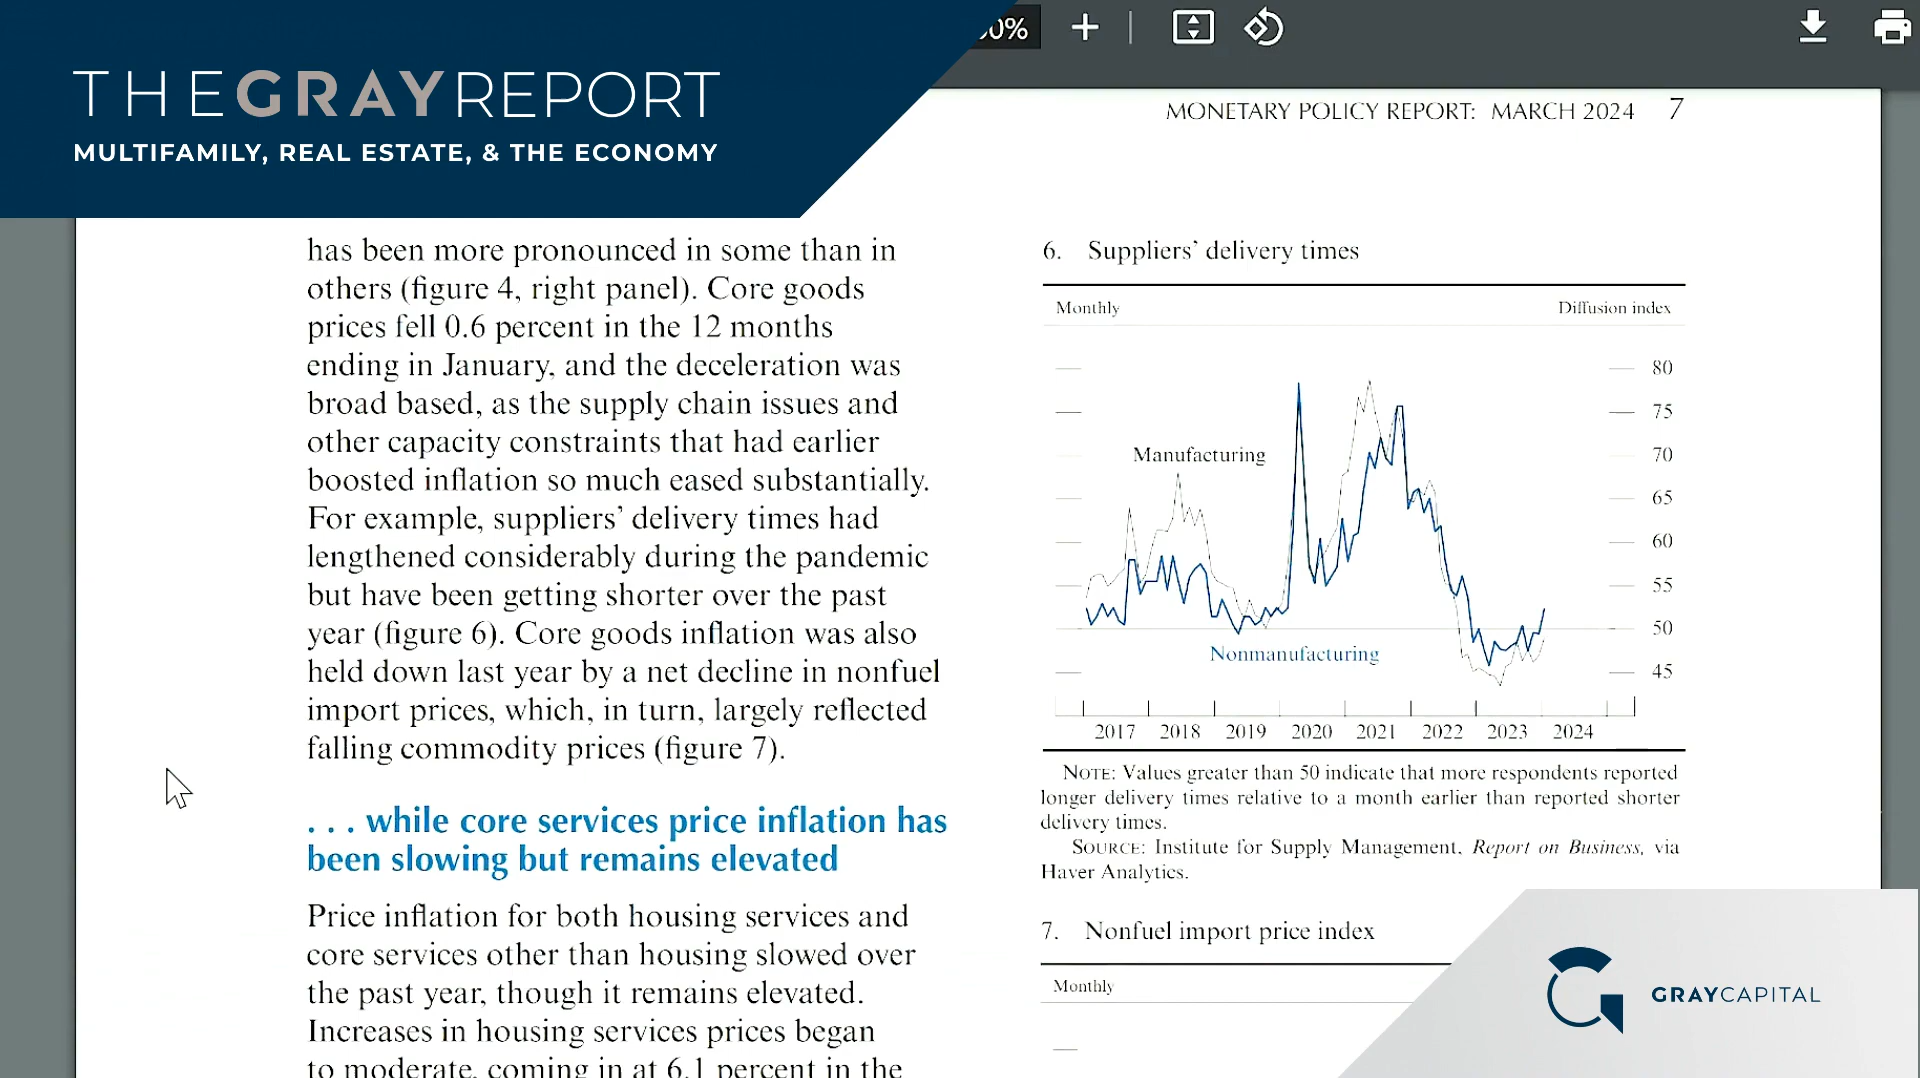 THEGRAYREPORT
MULTIFAMILY, REAL ESTATE, & THE ECONOMY
MONETARY POLICY REPORT: MARCH 2024 7
has been more pronounced in some than in
others (figure 4, right panel). Core goods
prices fell 0.6 percent in the 12 months
ending in January, and the deceleration was
broad based, as the supply chain issues and
other capacity constraints that had earlier
boosted inflation so much eased substantially.
For example, suppliers’ delivery times had
lengthened considerably during the pandemic
but have been getting shorter over the past
year (figure 6). Core goods inflation was also
held down last year by a net decline in nonfuel
import prices, which, in turn, largely reflected
falling commodity prices (figure 7).
. . . while core services price inflation has
been slowing but remains elevated
Price inflation for both housing services and
core services other than housing slowed over
the past year, though it remains elevated.
Increases in housing services prices began
to moderate, coming in at 6.1 percent in the
6. Suppliers’ delivery times
Monthly Diffusion index
80
75
70
65
60
55
50
45
Manufacturing
Nonmanufacturing
2017 2018 2019 2020 2021 2022 2023 2024
NOTE: Values greater than 50 indicate that more respondents reported
longer delivery times relative to a month earlier than reported shorter
delivery times.
SOURCE: Institute for Supply Management, Report on Business, via
Haver Analytics.
7. Nonfuel import price index
Monthly
GRAYCAPITAL